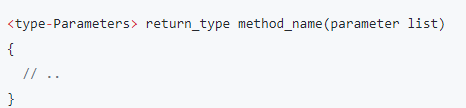 <type-Parameters> return_type method_name(parameter list)
{
  // ..
}